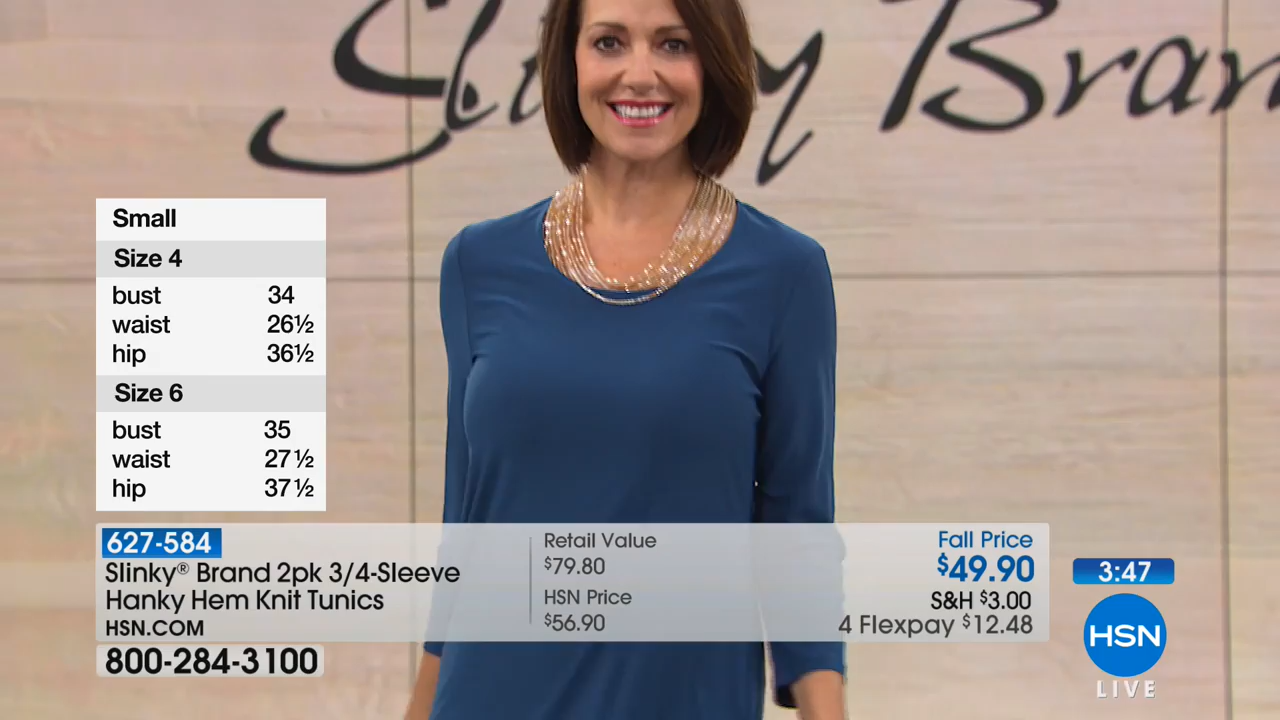 Slinky Bran
Small
Size 4
bust 34
waist 26½
hip 36½
Size 6
bust 35
waist 27½
hip 37½
627-584
Slinky® Brand 2pk 3/4-Sleeve
Hanky Hem Knit Tunics
HSN.COM
800-284-3100
Retail Value
$79.80
HSN Price
$56.90
Fall Price
$49.90
S&H $3.00
4 Flexpay $12.48
3:47
HSN
LIVE